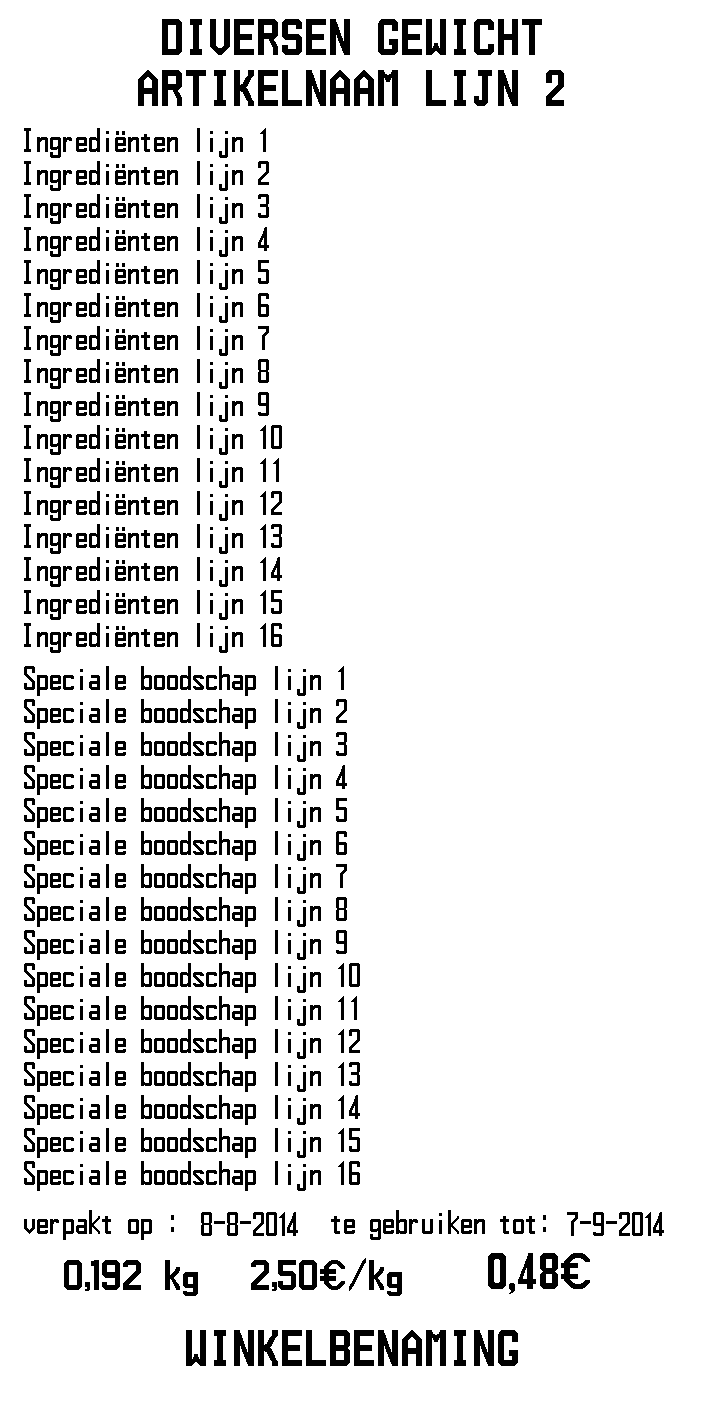 DIVERSEN GEWICHT
ARTIKELNAAM LIJN 2
Ingrediënten lijn 1
Ingrediënten lijn 2
Ingrediënten lijn 3
Ingrediënten lijn 4
Ingrediënten lijn 5
Ingrediënten lijn 6
Ingrediënten lijn 7
Ingrediënten lijn 8
Ingrediënten lijn 9
Ingrediënten lijn 10
Ingrediënten lijn 11
Ingrediënten lijn 12
Ingrediënten lijn 13
Ingrediënten lijn 14
Ingrediënten lijn 15
Ingrediënten lijn 16
Speciale boodschap lijn 1
Speciale boodschap lijn 2
Speciale boodschap lijn 3
Speciale boodschap lijn 4
Speciale boodschap lijn 5
Speciale boodschap lijn 6
Speciale boodschap lijn 7
Speciale boodschap lijn 8
Speciale boodschap lijn 9
Speciale boodschap lijn 10
Speciale boodschap lijn 11
Speciale boodschap lijn 12
Speciale boodschap lijn 13
Speciale boodschap lijn 14
Speciale boodschap lijn 15
Speciale boodschap lijn 16
verpakt op : 8-8-2014 te gebruiken tot: 7-9-2014
0,192 kg 2,50€/kg 0,48€
WINKELBENAMING